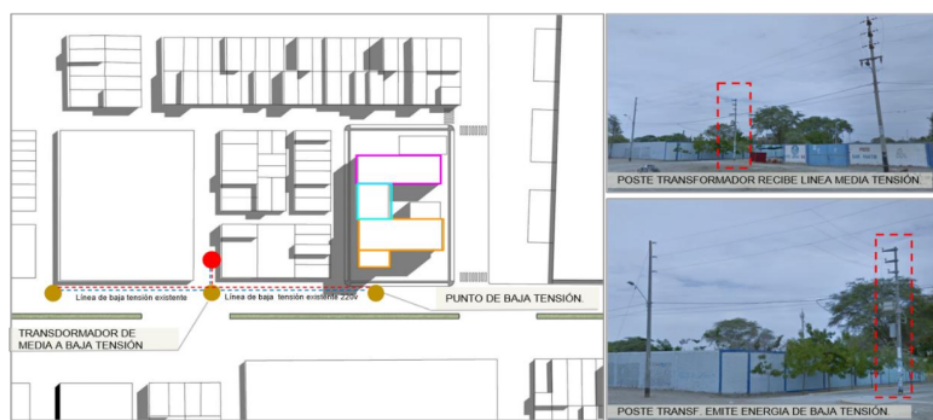 POSTE TRANSFORMADOR RECIBE LINEA MEDIA TENSIÓN.
Línea de baja tensión existente
Línea de baja tensión existente 220v
PUNTO DE BAJA TENSIÓN.
TRANSDORMADOR DE
MEDIA A BAJA TENSIÓN
POSTE TRANSF. EMITE ENERGIA DE BAJA TENSIÓN.